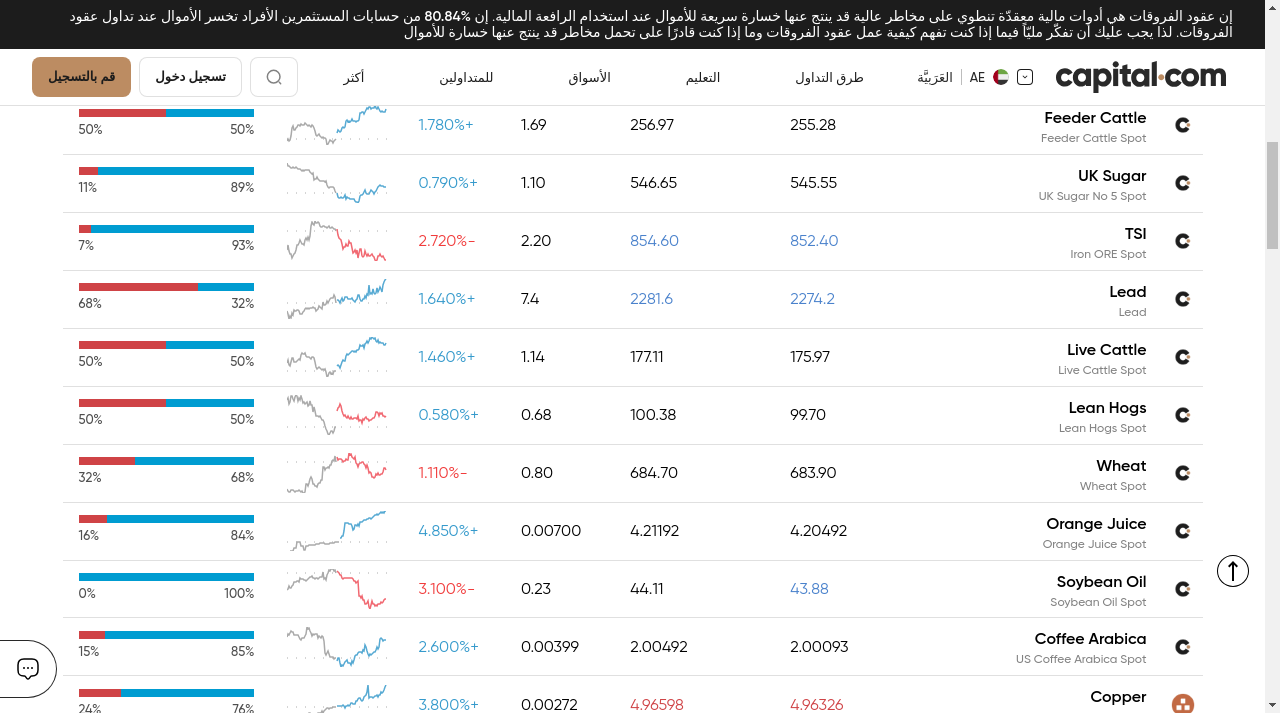 إن عقود الفروقات هي أدوات مالية معقدّة تنطوي على مخاطر عالية قد ينتج عنها خسارة سريعة للأموال عند استخدام الرافعة المالية. إن 80.84% من حسابات المستثمرين الأفراد تخسر الأموال عند تداول عقود
الفروقات. لذا يجب عليك أن تفكّر مليّاً فيما إذا كنت تفهم كيفية عمل عقود الفروقات وما إذا كنت قادرًا على تحمل مخاطر قد ينتج عنها خسارة للأموال
capital.com AE العَرَبِيَّة طرق التداول التعليم الأسواق للمتداولين أكثر تسجيل دخول قم بالتسجيل
Feeder Cattle 255.28 256.97 1.69 1.780%+ 50% 50%
Feeder Cattle Spot
UK Sugar 545.55 546.65 1.10 0.790%+ 89% 11%
UK Sugar No 5 Spot
TSI 852.40 854.60 2.20 2.720%- 93% 7%
Iron ORE Spot
Lead 2274.2 2281.6 7.4 1.640%+ 32% 68%
Lead
Live Cattle 175.97 177.11 1.14 1.460%+ 50% 50%
Live Cattle Spot
Lean Hogs 99.70 100.38 0.68 0.580%+ 50% 50%
Lean Hogs Spot
Wheat 683.90 684.70 0.80 1.110%- 68% 32%
Wheat Spot
Orange Juice 4.20492 4.21192 0.00700 4.850%+ 84% 16%
Orange Juice Spot
Soybean Oil 43.88 44.11 0.23 3.100%- 100% 0%
Soybean Oil Spot
Coffee Arabica 2.00093 2.00492 0.00399 2.600%+ 85% 15%
US Coffee Arabica Spot
Copper 4.96326 4.96598 0.00272 3.800%+ 76% 24%